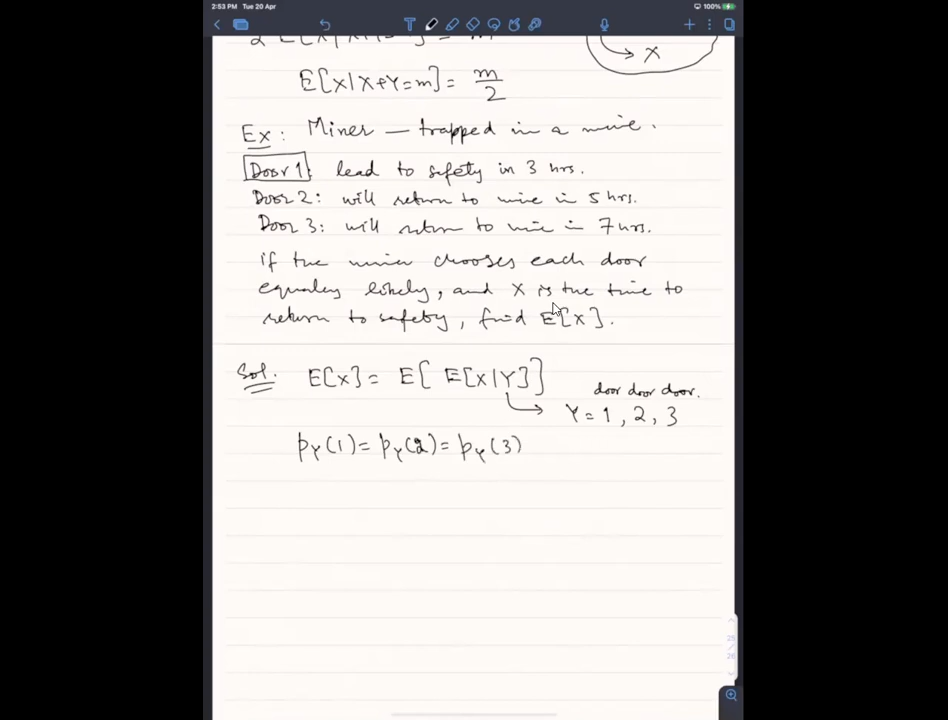 2:53 PM Tue 20 Apr
100%
E[X|X+Y=m] = m/2
X
Ex: Miner — trapped in a mine.
Door 1: lead to safety in 3 hrs.
Door 2: will return to mine in 5 hrs.
Door 3: will return to mine in 7 hrs.
if the miner chooses each door
equally likely, and X is the time to
return to safety, find E[X].
Sol. E[X] = E[ E[X|Y] ]
door door door.
Y = 1, 2, 3
pY(1) = pY(2) = pY(3)